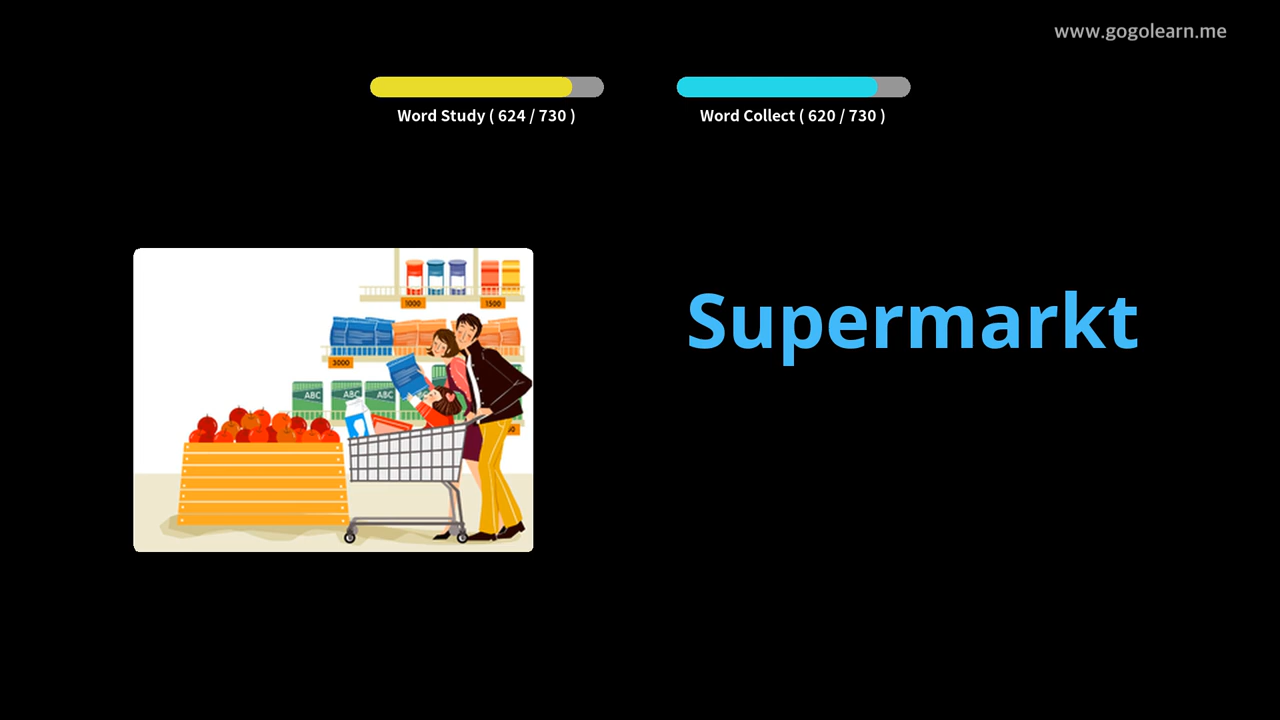 www.gogolearn.me
Word Study ( 624 / 730 )
Word Collect ( 620 / 730 )
Supermarkt
1000
1500
3000
ABC
ABC
ABC